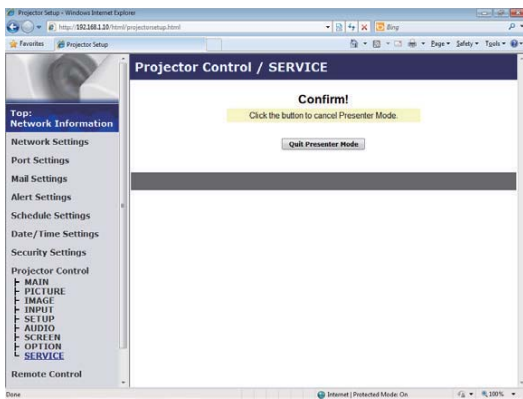 Projector Setup - Windows Internet Explorer
http://192.168.1.10/html/projectorsetup.html
Bing
Favorites
Projector Setup
Page
Safety
Tools
Projector Control / SERVICE
Confirm!
Click the button to cancel Presenter Mode.
Quit Presenter Mode
Top:
Network Information
Network Settings
Port Settings
Mail Settings
Alert Settings
Schedule Settings
Date/Time Settings
Security Settings
Projector Control
MAIN
PICTURE
IMAGE
INPUT
SETUP
AUDIO
SCREEN
OPTION
SERVICE
Remote Control
Done
Internet | Protected Mode: On
100%